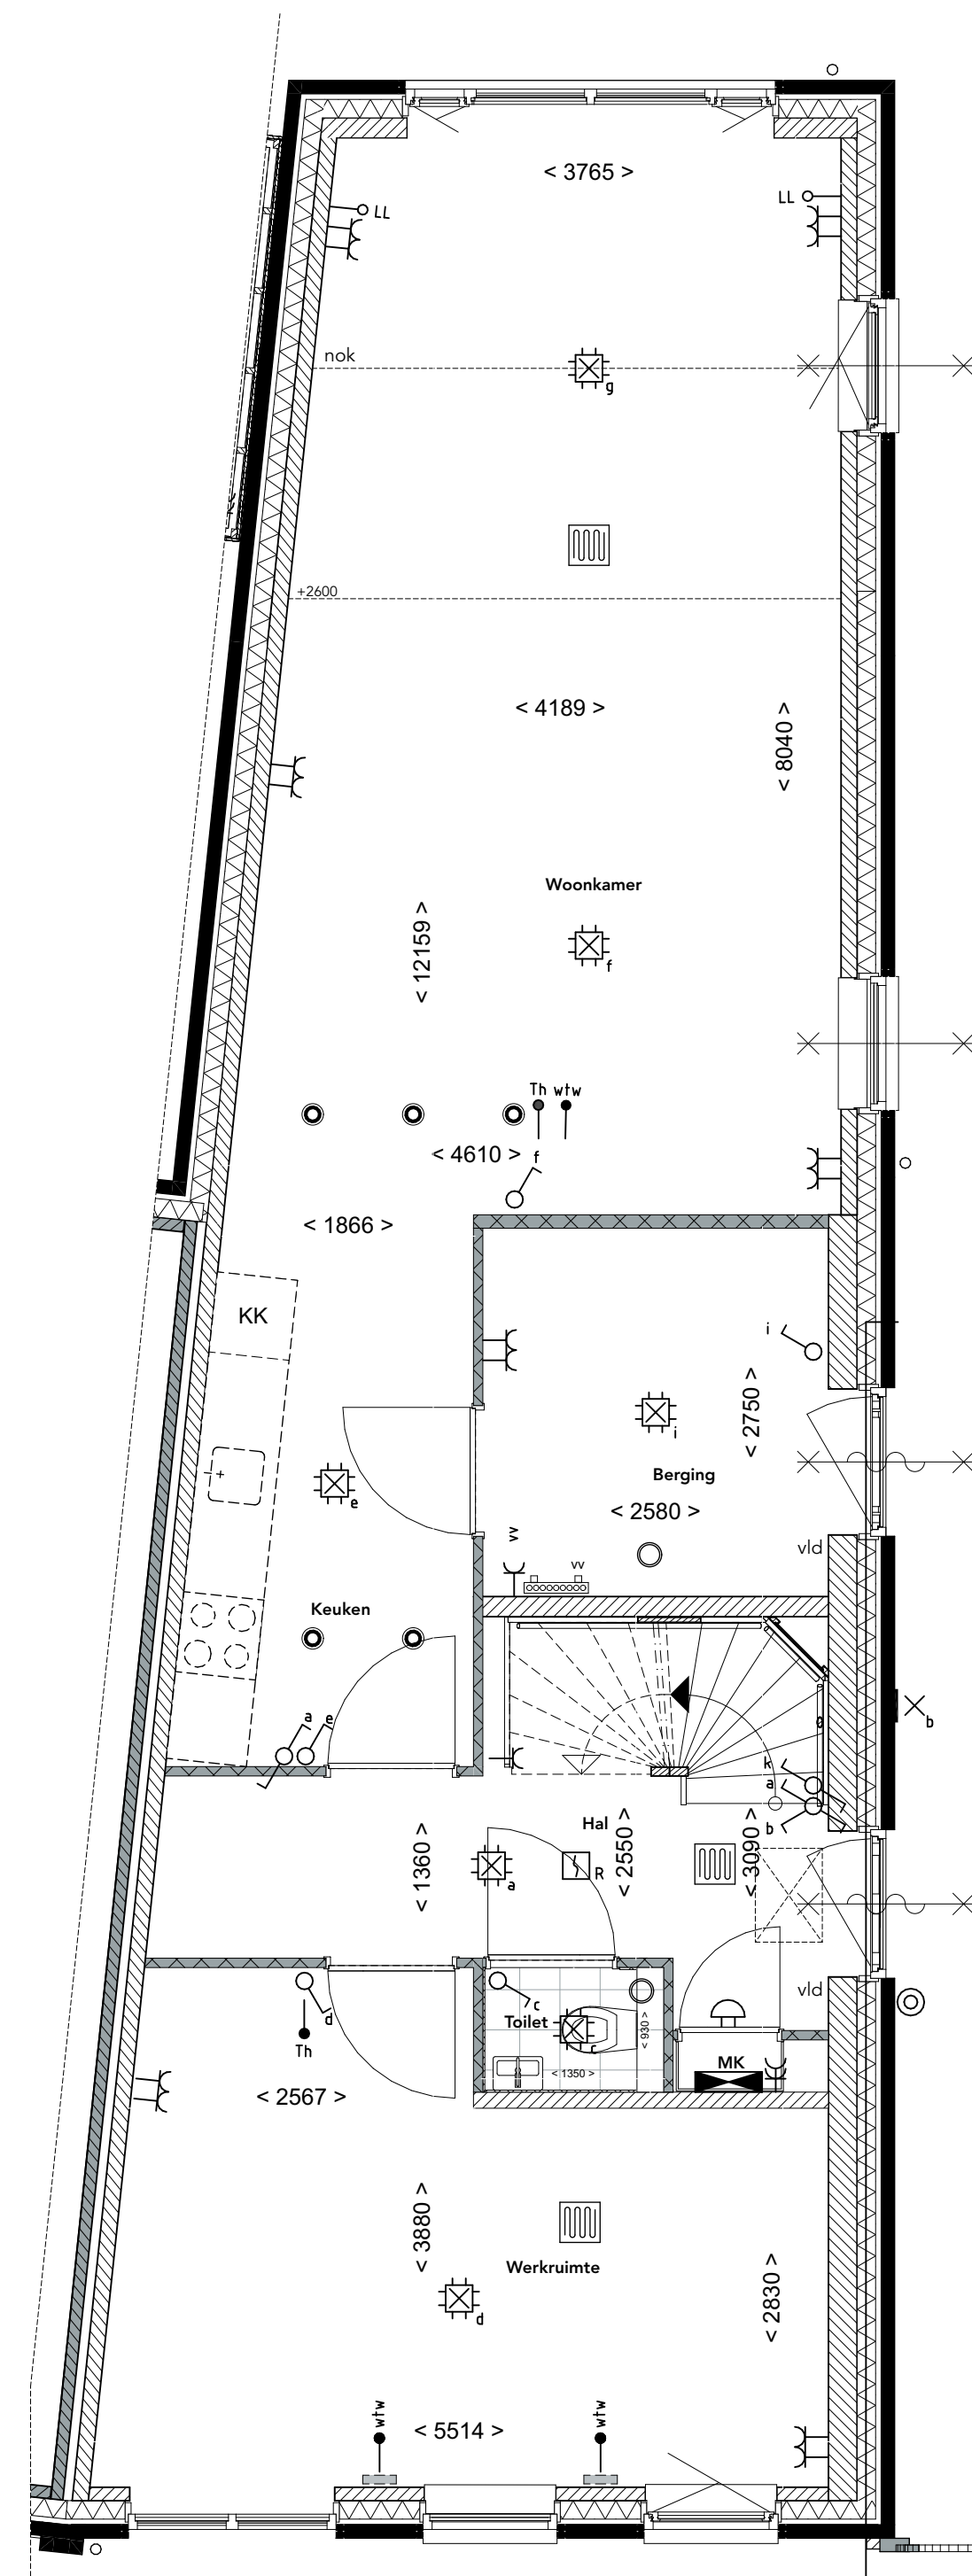 < 3765 >
LL
LL
nok
g
+2600
< 4189 >
< 8040 >
Woonkamer
f
< 12159 >
Th wtw
< 4610 >
f
< 1866 >
KK
i
i
< 2750 >
Berging
< 2580 >
e
vv
vv
vld
Keuken
a
e
b
k
a
b
Hal
< 1360 >
< 2550 >
< 3090 >
a
R
vld
d
Th
c
Toilet
c
< 930 >
< 1350 >
MK
< 2567 >
< 3880 >
Werkruimte
d
< 2830 >
wtw
wtw
< 5514 >